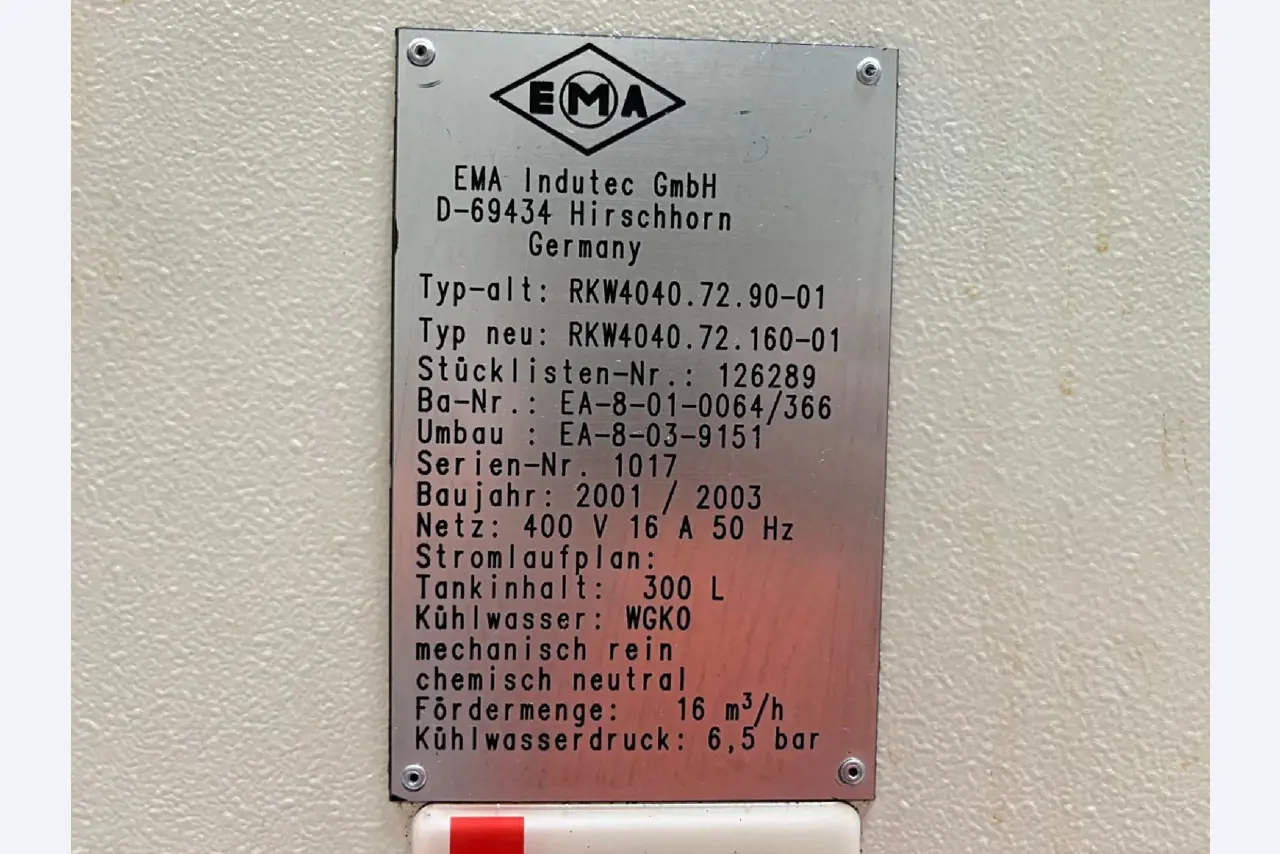 EMA
EMA Indutec GmbH
D-69434 Hirschhorn
Germany
Typ-alt: RKW4040.72.90-01
Typ neu: RKW4040.72.160-01
Stücklisten-Nr.: 126289
Ba-Nr.: EA-8-01-0064/366
Umbau : EA-8-03-9151
Serien-Nr. 1017
Baujahr: 2001 / 2003
Netz: 400 V 16 A 50 Hz
Stromlaufplan:
Tankinhalt: 300 L
Kühlwasser: WGKO
mechanisch rein
chemisch neutral
Fördermenge: 16 m³/h
Kühlwasserdruck: 6,5 bar